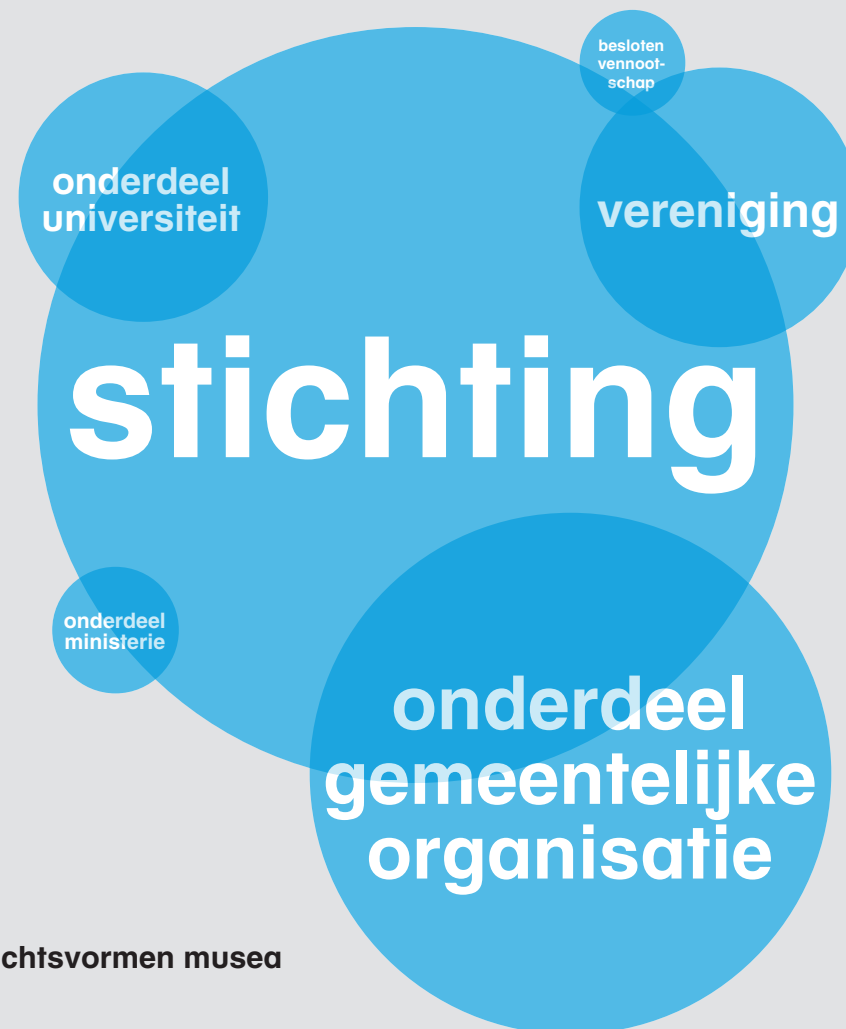 besloten
vennoot-
schap
onderdeel
universiteit
vereniging
stichting
onderdeel
ministerie
onderdeel
gemeentelijke
organisatie
chtsvormen musea